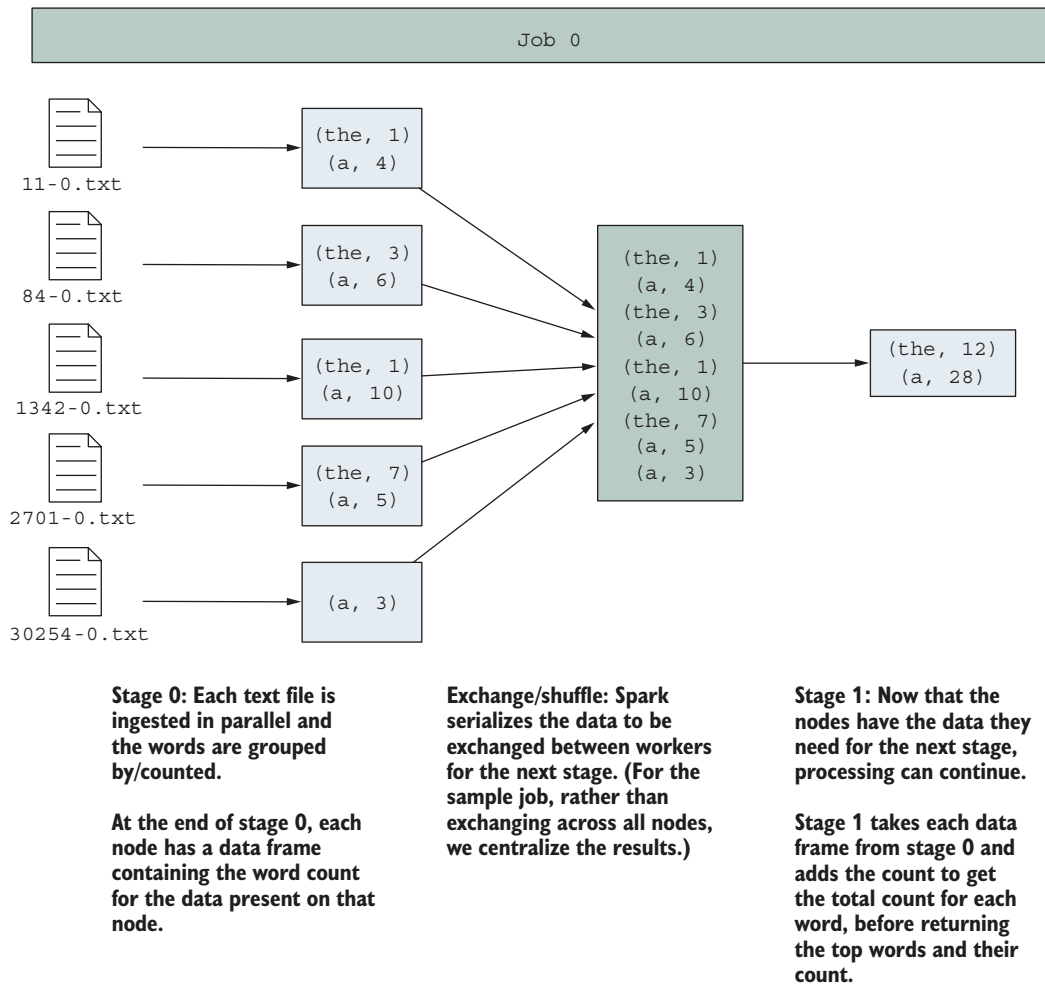 Job 0
11-0.txt
84-0.txt
1342-0.txt
2701-0.txt
30254-0.txt
(the, 1)
(a, 4)
(the, 3)
(a, 6)
(the, 1)
(a, 10)
(the, 7)
(a, 5)
(a, 3)
(the, 1)
(a, 4)
(the, 3)
(a, 6)
(the, 1)
(a, 10)
(the, 7)
(a, 5)
(a, 3)
(the, 12)
(a, 28)
Stage 0: Each text file is
ingested in parallel and
the words are grouped
by/counted.
At the end of stage 0, each
node has a data frame
containing the word count
for the data present on that
node.
Exchange/shuffle: Spark
serializes the data to be
exchanged between workers
for the next stage. (For the
sample job, rather than
exchanging across all nodes,
we centralize the results.)
Stage 1: Now that the
nodes have the data they
need for the next stage,
processing can continue.
Stage 1 takes each data
frame from stage 0 and
adds the count to get
the total count for each
word, before returning
the top words and their
count.